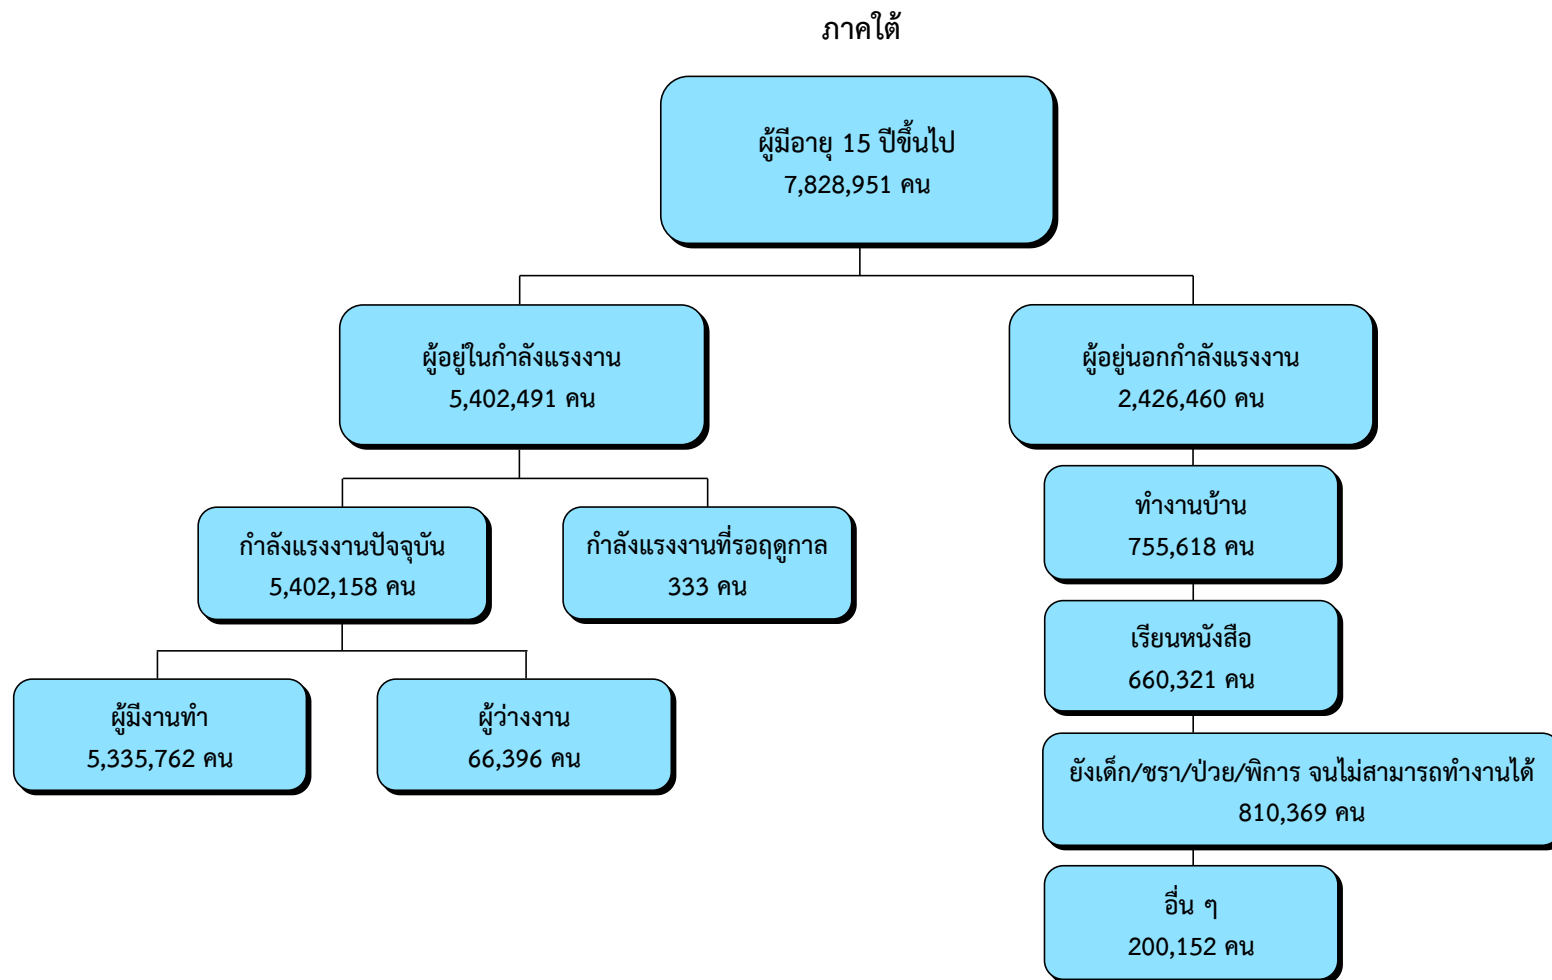 ภาคใต้
ผู้มีอายุ 15 ปีขึ้นไป
7,828,951 คน
ผู้อยู่ในกำลังแรงงาน
5,402,491 คน
ผู้อยู่นอกกำลังแรงงาน
2,426,460 คน
กำลังแรงงานปัจจุบัน
5,402,158 คน
กำลังแรงงานที่รอฤดูกาล
333 คน
ผู้มีงานทำ
5,335,762 คน
ผู้ว่างงาน
66,396 คน
ทำงานบ้าน
755,618 คน
เรียนหนังสือ
660,321 คน
ยังเด็ก/ชรา/ป่วย/พิการ จนไม่สามารถทำงานได้
810,369 คน
อื่น ๆ
200,152 คน